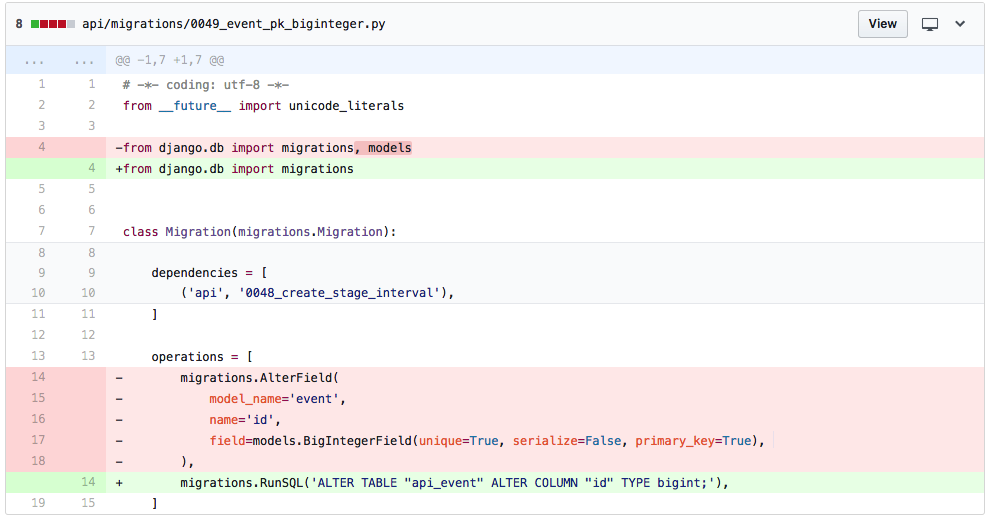 8 api/migrations/0049_event_pk_biginteger.py View
... ... @@ -1,7 +1,7 @@
1 1 # -*- coding: utf-8 -*-
2 2 from __future__ import unicode_literals
3 3
4 -from django.db import migrations, models
4 +from django.db import migrations
5 5
6 6
7 7 class Migration(migrations.Migration):
8 8
9 9 dependencies = [
10 10 ('api', '0048_create_stage_interval'),
11 11 ]
12 12
13 13 operations = [
14 - migrations.AlterField(
15 - model_name='event',
16 - name='id',
17 - field=models.BigIntegerField(unique=True, serialize=False, primary_key=True),
18 - ),
14 + migrations.RunSQL('ALTER TABLE "api_event" ALTER COLUMN "id" TYPE bigint;'),
19 15 ]